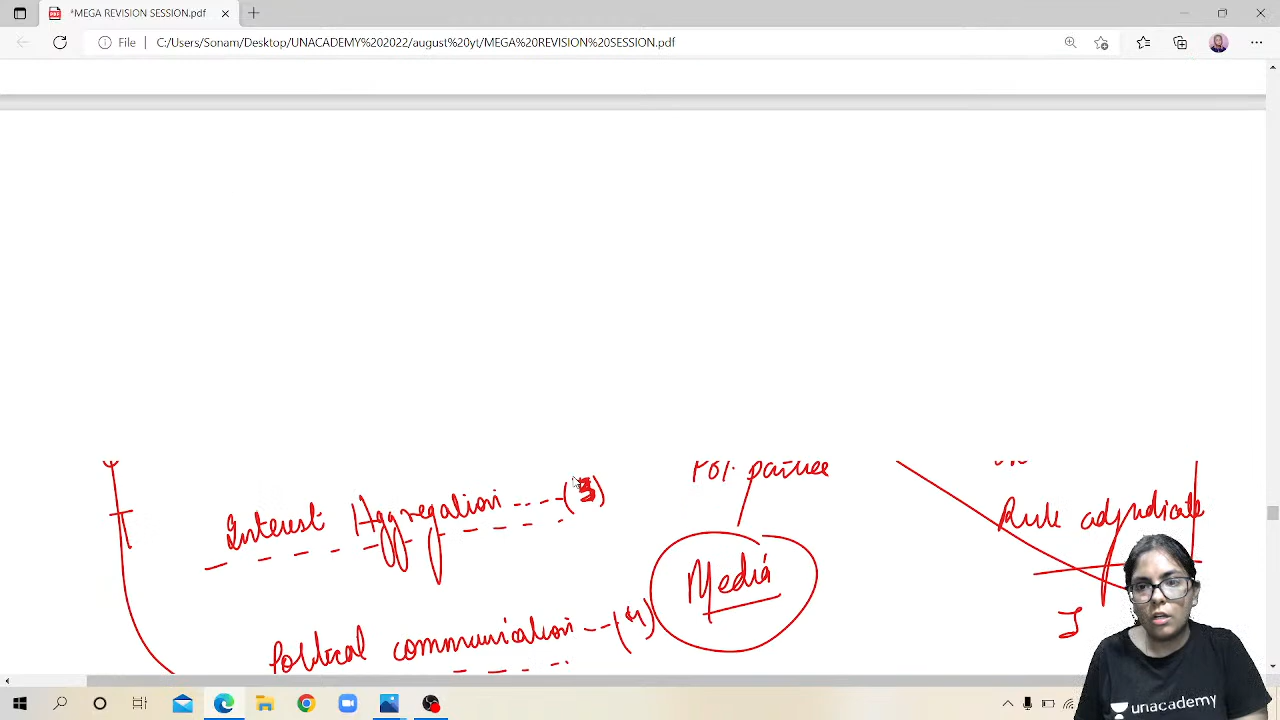 *MEGA REVISION SESSION.pdf
File C:/Users/Sonam/Desktop/UNACADEMY%202022/august%20yt/MEGA%20REVISION%20SESSION.pdf
Pol. parties
Interest Aggregation ----(3)
Rule adjudicate
Media
J
Political communication --(4)
unacademy